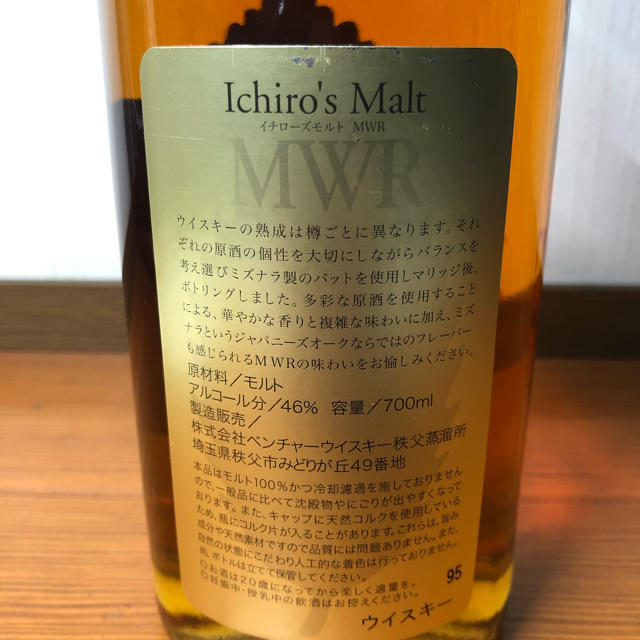 Ichiro's Malt
イチローズモルト MWR
MWR
ウイスキーの熟成は樽ごとに異なります。それ
ぞれの原酒の個性を大切にしながらバランスを
考え選びミズナラ製のバットを使用しマリッジ後、
ボトリングしました。多彩な原酒を使用すること
による、華やかな香りと複雑な味わいに加え、ミズ
ナラというジャパニーズオークならではのフレーバー
も感じられるMWRの味わいをお愉しみください。
原材料／モルト
アルコール分／46% 容量／700ml
製造販売／
株式会社ベンチャーウイスキー秩父蒸溜所
埼玉県秩父市みどりが丘49番地
本品はモルト100%かつ冷却濾過を施しておりません
ので、一般品に比べて沈殿物やにごりが出やすくなって
おります。また、キャップに天然コルクを使用している
ため、瓶にコルク片が入ることがあります。これらは、旨み
成分や天然素材ですので品質には問題ありません。また、
自然の状態にこだわり人工的な着色は行っておりません。
尚、ボトルは立てて保管してください。
◎お酒は20歳になってから楽しく適量を。
◎妊娠中・授乳中の飲酒はお控えください。
95
ウイスキー